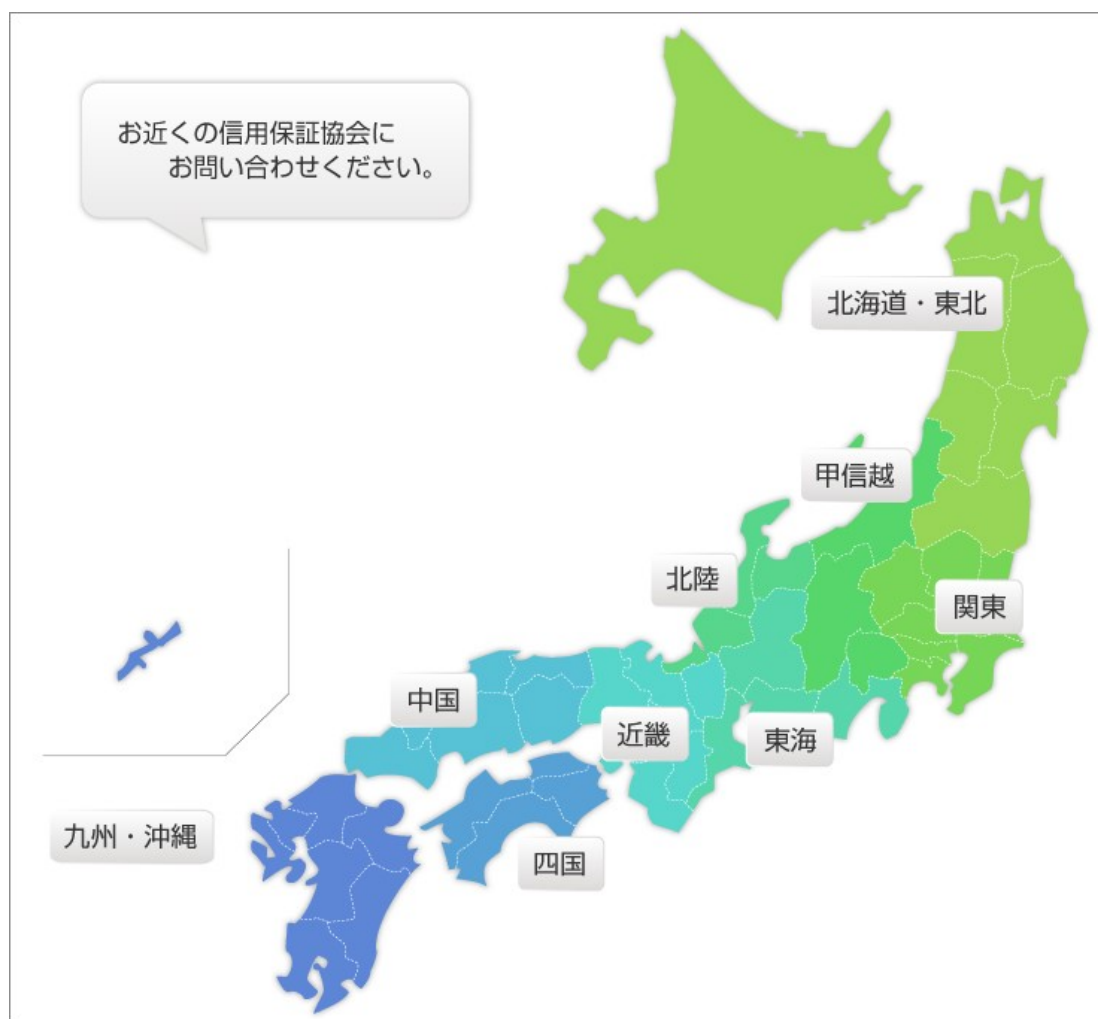 お近くの信用保証協会に
お問い合わせください。
北海道・東北
甲信越
北陸
関東
中国
近畿
東海
九州・沖縄
四国